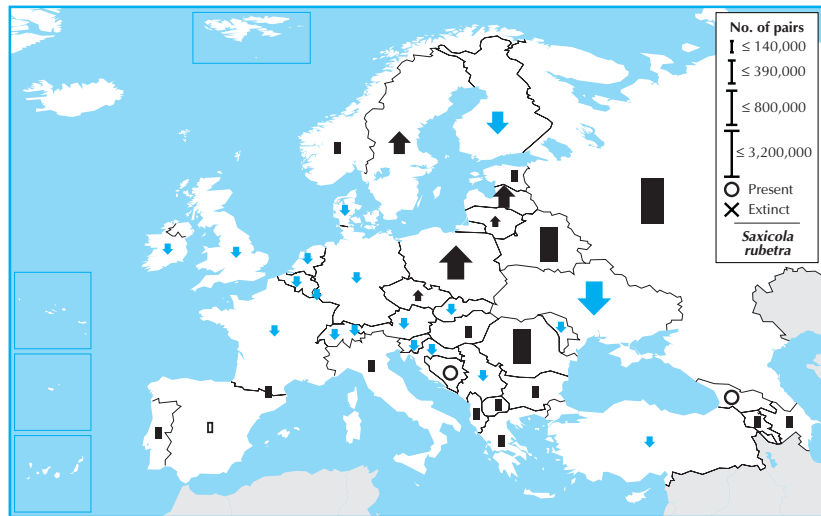 No. of pairs
≤ 140,000
≤ 390,000
≤ 800,000
≤ 3,200,000
Present
Extinct
Saxicola
rubetra